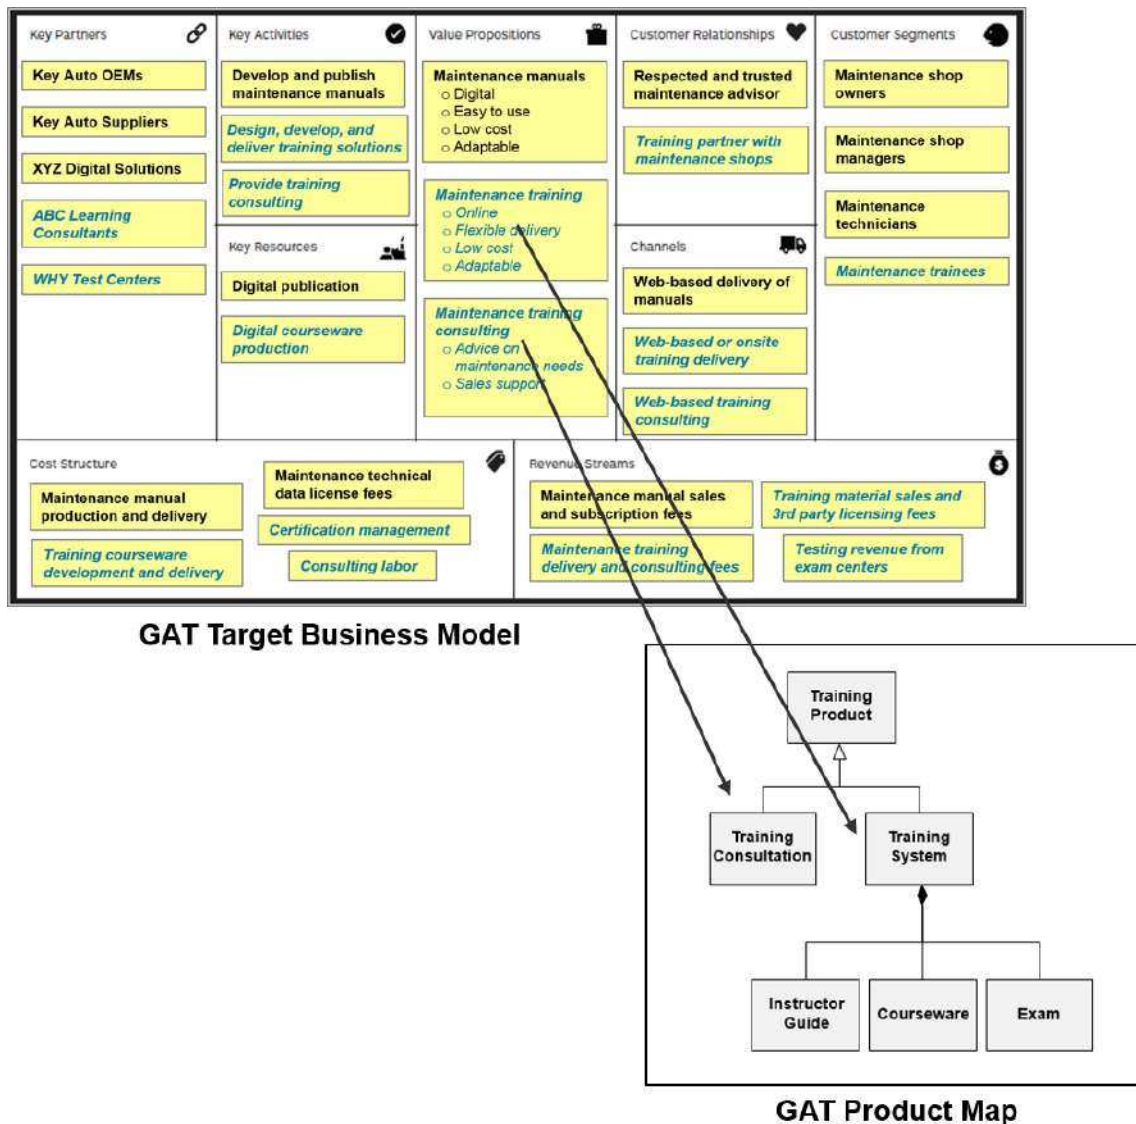 Key Partners
Key Auto OEMs
Key Auto Suppliers
XYZ Digital Solutions
ABC Learning
Consultants
WHY Test Centers
Key Activities
Develop and publish
maintenance manuals
Design, develop, and
deliver training solutions
Provide training
consulting
Key Resources
Digital publication
Digital courseware
production
Value Propositions
Maintenance manuals
o Digital
o Easy to use
o Low cost
o Adaptable
Maintenance training
o Online
o Flexible delivery
o Low cost
o Adaptable
Maintenance training
consulting
o Advice on
maintenance needs
o Sales support
Customer Relationships
Respected and trusted
maintenance advisor
Training partner with
maintenance shops
Channels
Web-based delivery of
manuals
Web-based or onsite
training delivery
Web-based training
consulting
Customer Segments
Maintenance shop
owners
Maintenance shop
managers
Maintenance
technicians
Maintenance trainees
Cost Structure
Maintenance manual
production and delivery
Training courseware
development and delivery
Maintenance technical
data license fees
Certification management
Consulting labor
Revenue Streams
Maintenance manual sales
and subscription fees
Maintenance training
delivery and consulting fees
Training material sales and
3rd party licensing fees
Testing revenue from
exam centers
GAT Target Business Model
Training
Product
Training
Consultation
Training
System
Instructor
Guide
Courseware
Exam
GAT Product Map